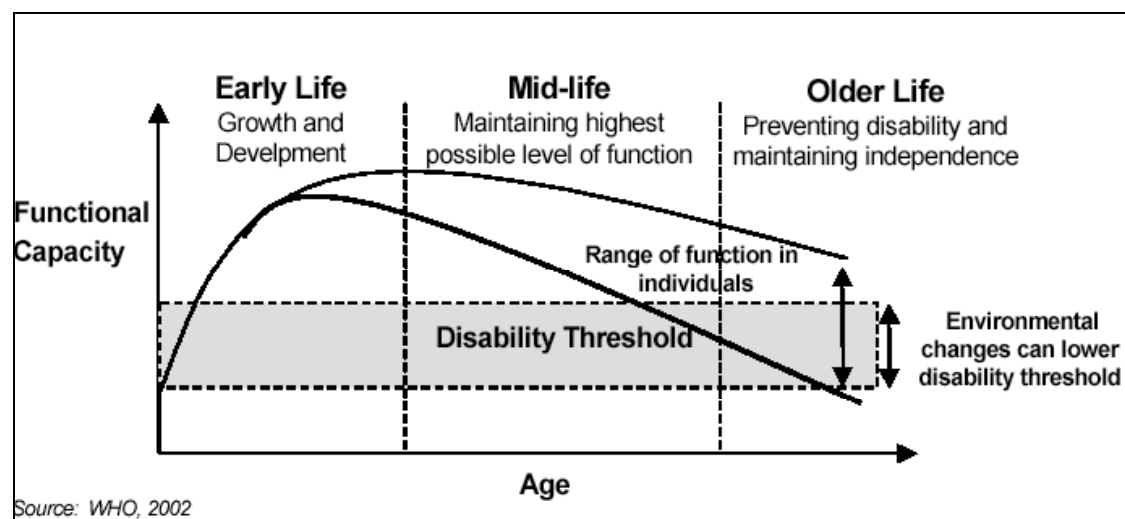 Early Life
Growth and
Develpment
Mid-life
Maintaining highest
possible level of function
Older Life
Preventing disability and
maintaining independence
Functional
Capacity
Range of function in
individuals
Disability Threshold
Environmental
changes can lower
disability threshold
Age
Source: WHO, 2002